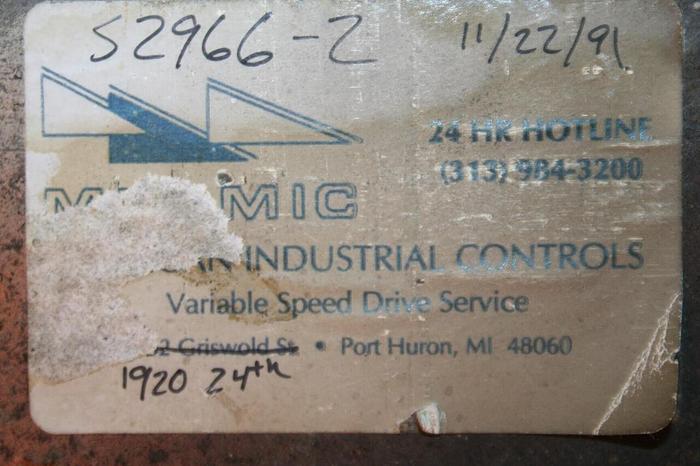 S2966-2 11/22/91
24 HR HOTLINE
(313) 984-3200
MIC
INDUSTRIAL CONTROLS
Variable Speed Drive Service
Griswold St. • Port Huron, MI 48060
1920 24th